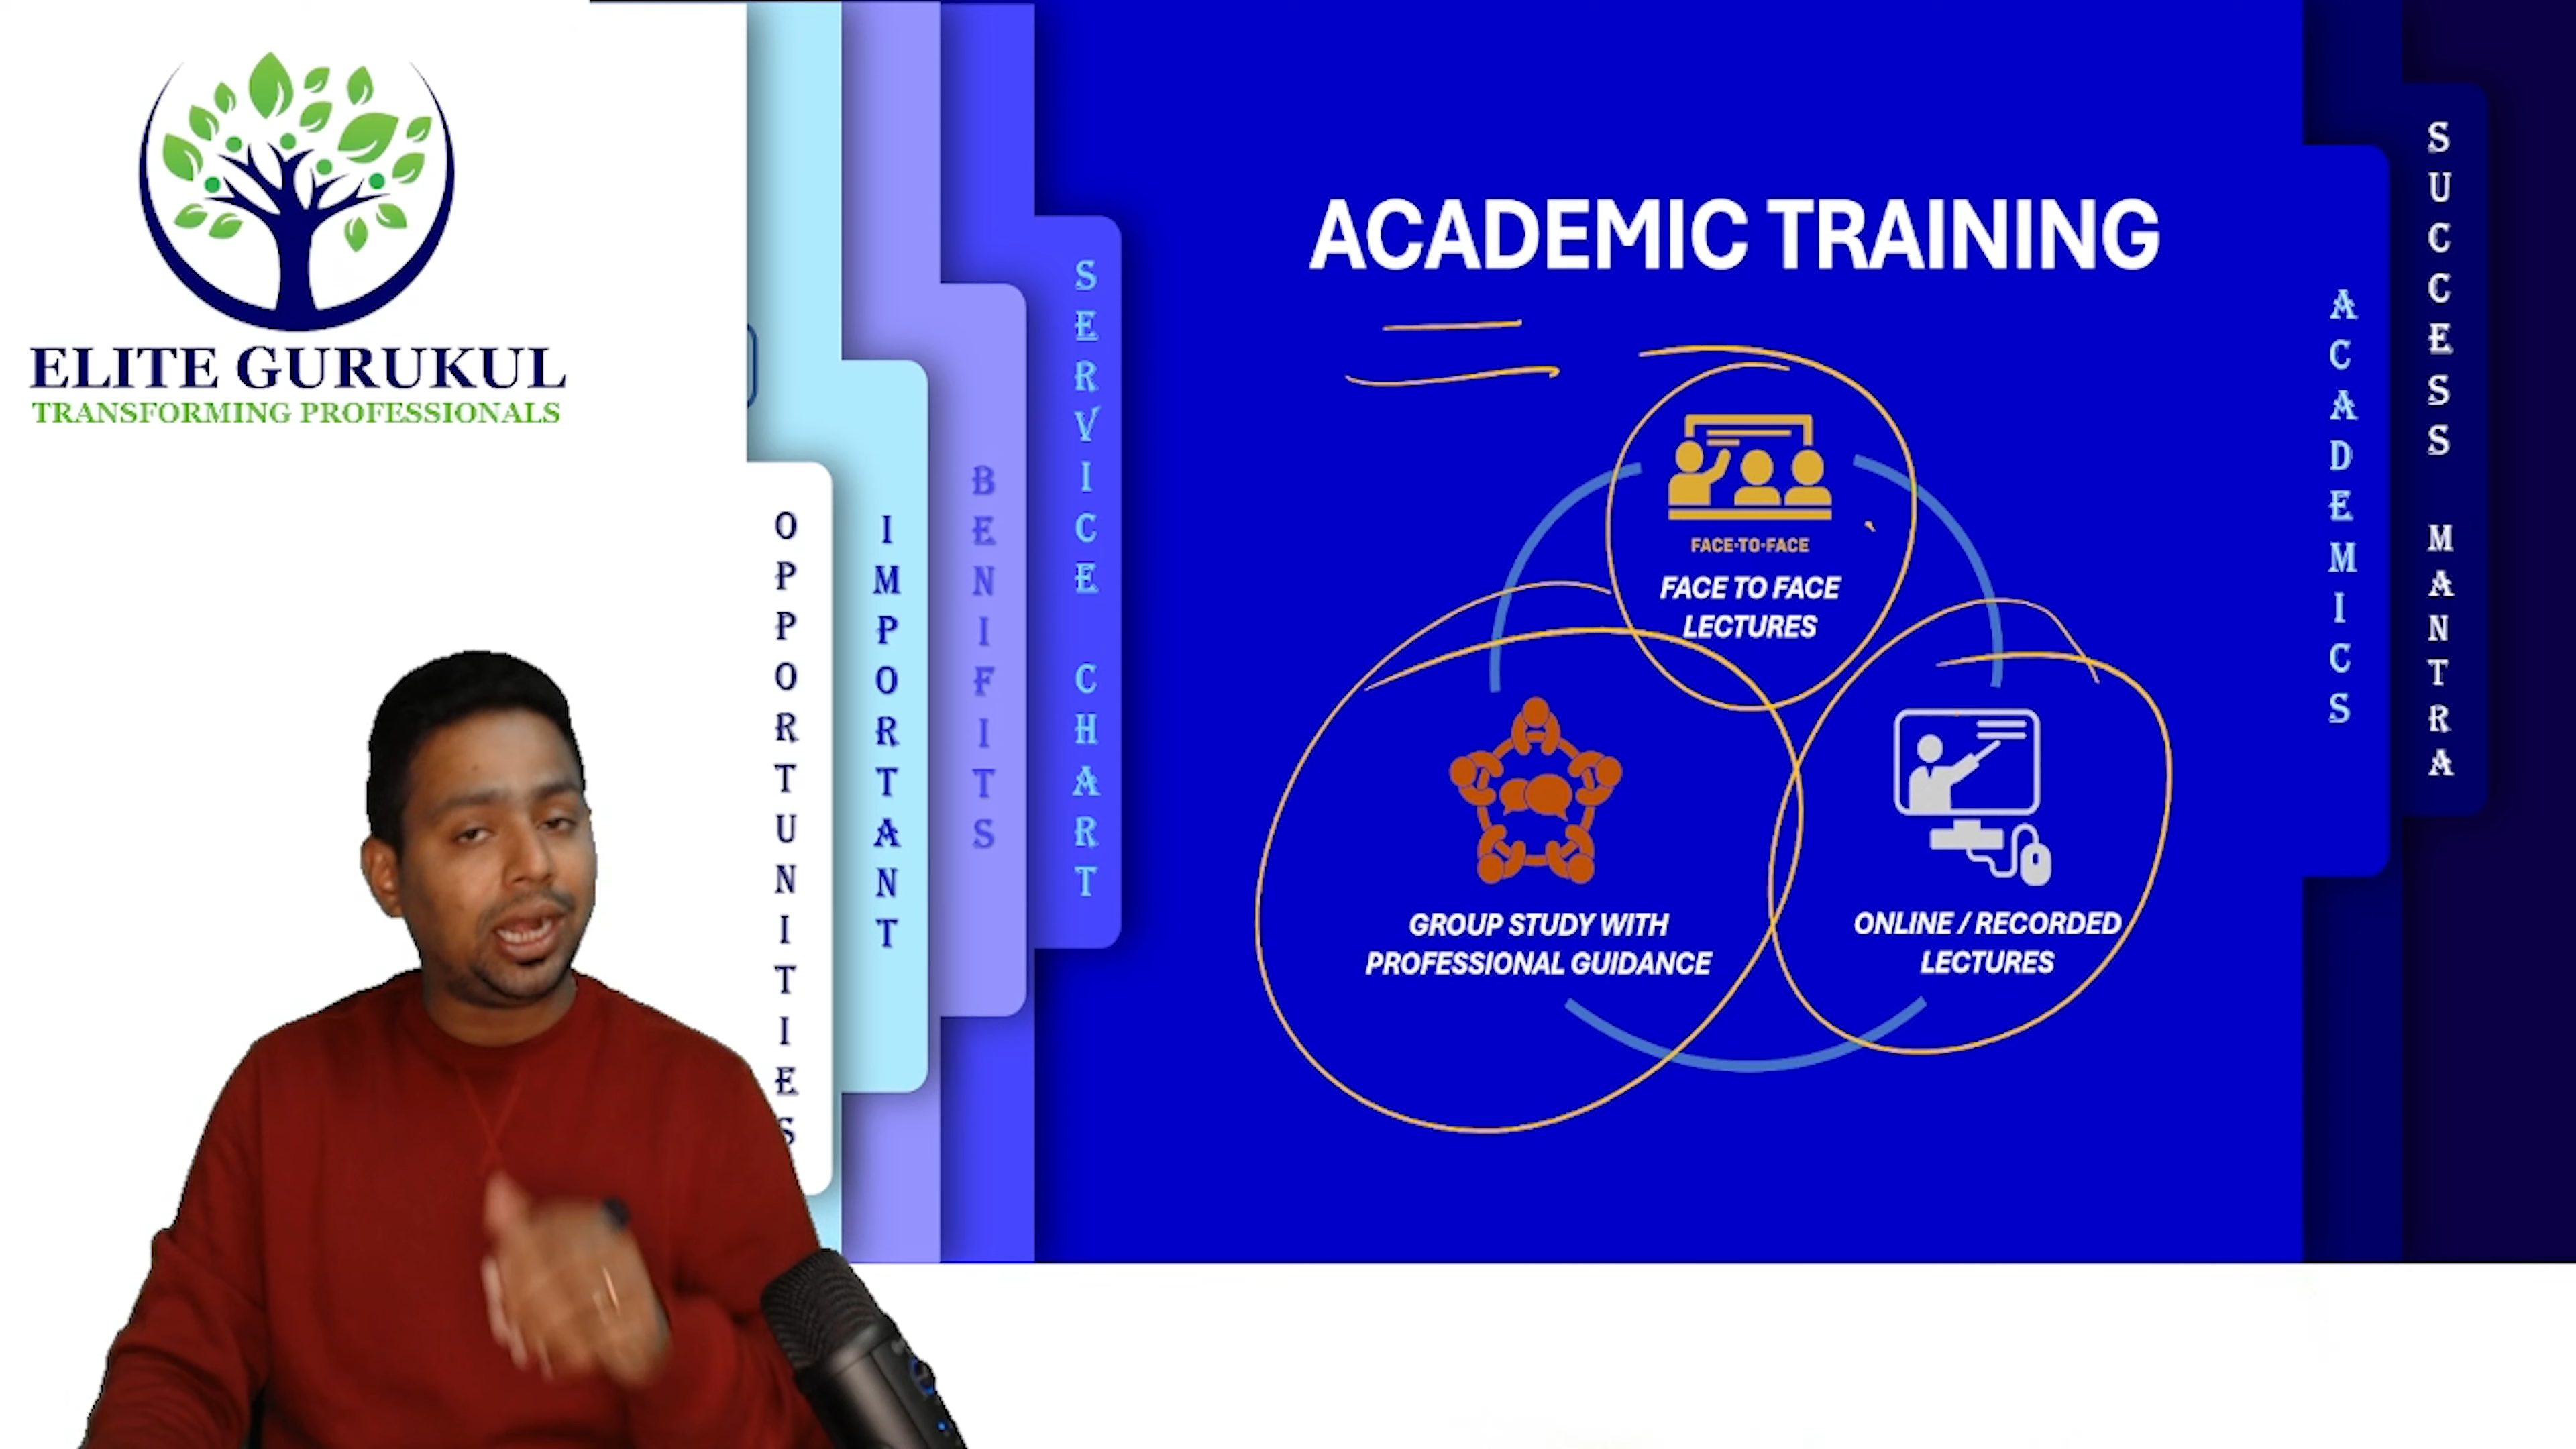 ELITE GURUKUL
TRANSFORMING PROFESSIONALS
OPPORTUNITIES
IMPORTANT
BENIFITS
SERVICE CHART
ACADEMIC TRAINING
FACE-TO-FACE
FACE TO FACE
LECTURES
GROUP STUDY WITH
PROFESSIONAL GUIDANCE
ONLINE / RECORDED
LECTURES
ACADEMICS
SUCCESS MANTRA